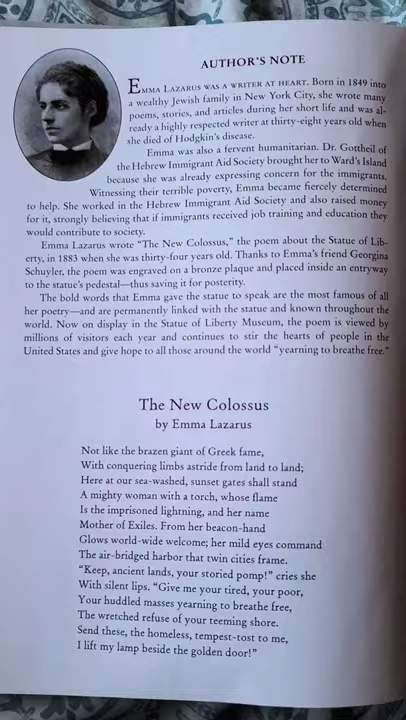 AUTHOR'S NOTE
EMMA LAZARUS WAS A WRITER AT HEART. Born in 1849 into
a wealthy Jewish family in New York City, she wrote many
poems, stories, and articles during her short life and was al-
ready a highly respected writer at thirty-eight years old when
she died of Hodgkin's disease.
Emma was also a fervent humanitarian. Dr. Gottheil of
the Hebrew Immigrant Aid Society brought her to Ward's Island
because she was already expressing concern for the immigrants.
Witnessing their terrible poverty, Emma became fiercely determined
to help. She worked in the Hebrew Immigrant Aid Society and also raised money
for it, strongly believing that if immigrants received job training and education they
would contribute to society.
Emma Lazarus wrote "The New Colossus," the poem about the Statue of Lib-
erty, in 1883 when she was thirty-four years old. Thanks to Emma's friend Georgina
Schuyler, the poem was engraved on a bronze plaque and placed inside an entryway
to the statue's pedestal—thus saving it for posterity.
The bold words that Emma gave the statue to speak are the most famous of all
her poetry—and are permanently linked with the statue and known throughout the
world. Now on display in the Statue of Liberty Museum, the poem is viewed by
millions of visitors each year and continues to stir the hearts of people in the
United States and give hope to all those around the world "yearning to breathe free."
The New Colossus
by Emma Lazarus
Not like the brazen giant of Greek fame,
With conquering limbs astride from land to land;
Here at our sea-washed, sunset gates shall stand
A mighty woman with a torch, whose flame
Is the imprisoned lightning, and her name
Mother of Exiles. From her beacon-hand
Glows world-wide welcome; her mild eyes command
The air-bridged harbor that twin cities frame.
"Keep, ancient lands, your storied pomp!" cries she
With silent lips. "Give me your tired, your poor,
Your huddled masses yearning to breathe free,
The wretched refuse of your teeming shore.
Send these, the homeless, tempest-tost to me,
I lift my lamp beside the golden door!"